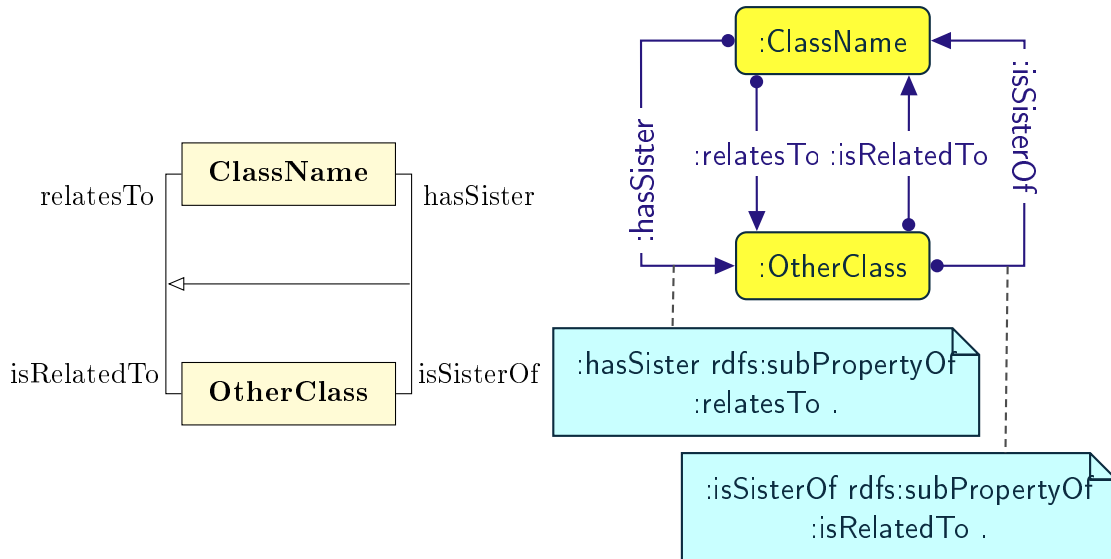 ClassName
relatesTo
hasSister
isRelatedTo
isSisterOf
OtherClass
:ClassName
:hasSister
:relatesTo
:isRelatedTo
:isSisterOf
:OtherClass
:hasSister rdfs:subPropertyOf
:relatesTo .
:isSisterOf rdfs:subPropertyOf
:isRelatedTo .